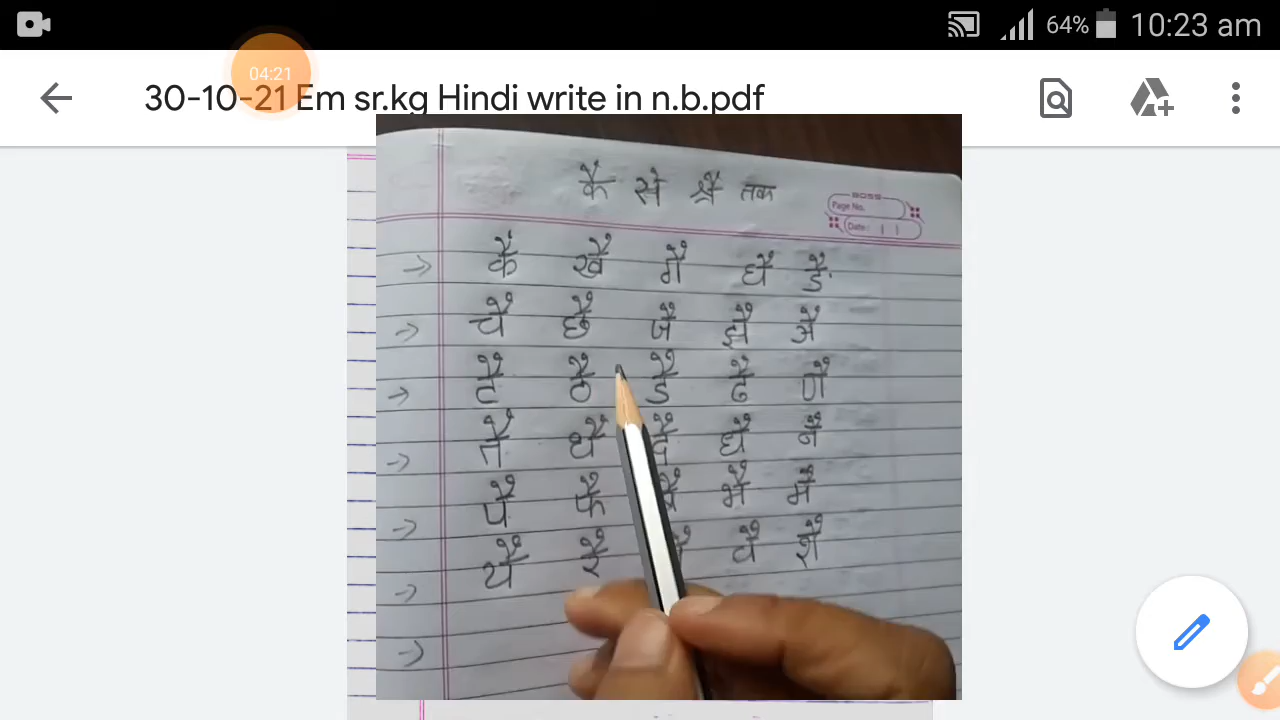 64% 10:23 am
04:21
30-10-21 Em sr.kg Hindi write in n.b.pdf
कै से श्रै तक
BOSS
Page No.
Date:
कै खै गै घै ङै
चै छै जै झै ञै
टै ठै डै ढै णै
तै थै दै धै नै
पै फै बै भै मै
यै रै वै शै